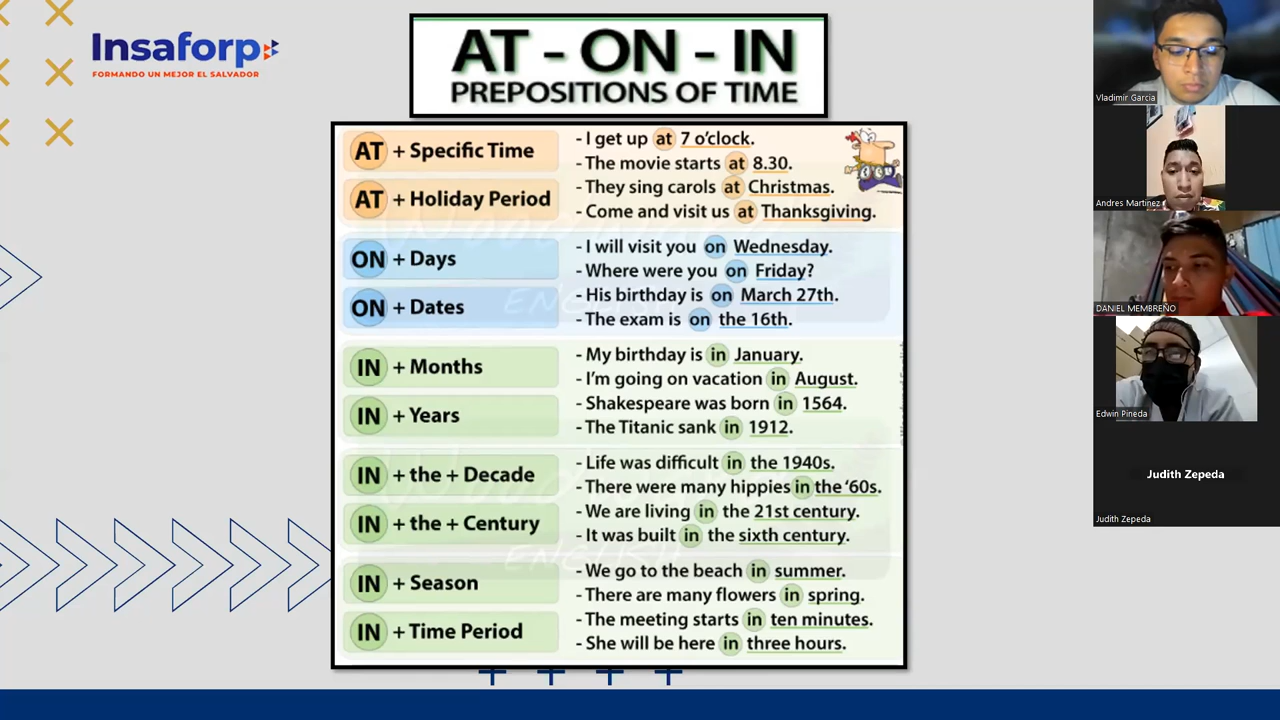 Insaforp
FORMANDO UN MEJOR EL SALVADOR
AT - ON - IN
PREPOSITIONS OF TIME
AT + Specific Time
- I get up at 7 o'clock.
- The movie starts at 8.30.
AT + Holiday Period
- They sing carols at Christmas.
- Come and visit us at Thanksgiving.
ON + Days
- I will visit you on Wednesday.
- Where were you on Friday?
ON + Dates
- His birthday is on March 27th.
- The exam is on the 16th.
IN + Months
- My birthday is in January.
- I'm going on vacation in August.
IN + Years
- Shakespeare was born in 1564.
- The Titanic sank in 1912.
IN + the + Decade
- Life was difficult in the 1940s.
- There were many hippies in the '60s.
IN + the + Century
- We are living in the 21st century.
- It was built in the sixth century.
IN + Season
- We go to the beach in summer.
- There are many flowers in spring.
IN + Time Period
- The meeting starts in ten minutes.
- She will be here in three hours.
ENGLISH
Vladimir Garcia
Andres Martinez
DANIEL MEMBREÑO
Edwin Pineda
Judith Zepeda
Judith Zepeda